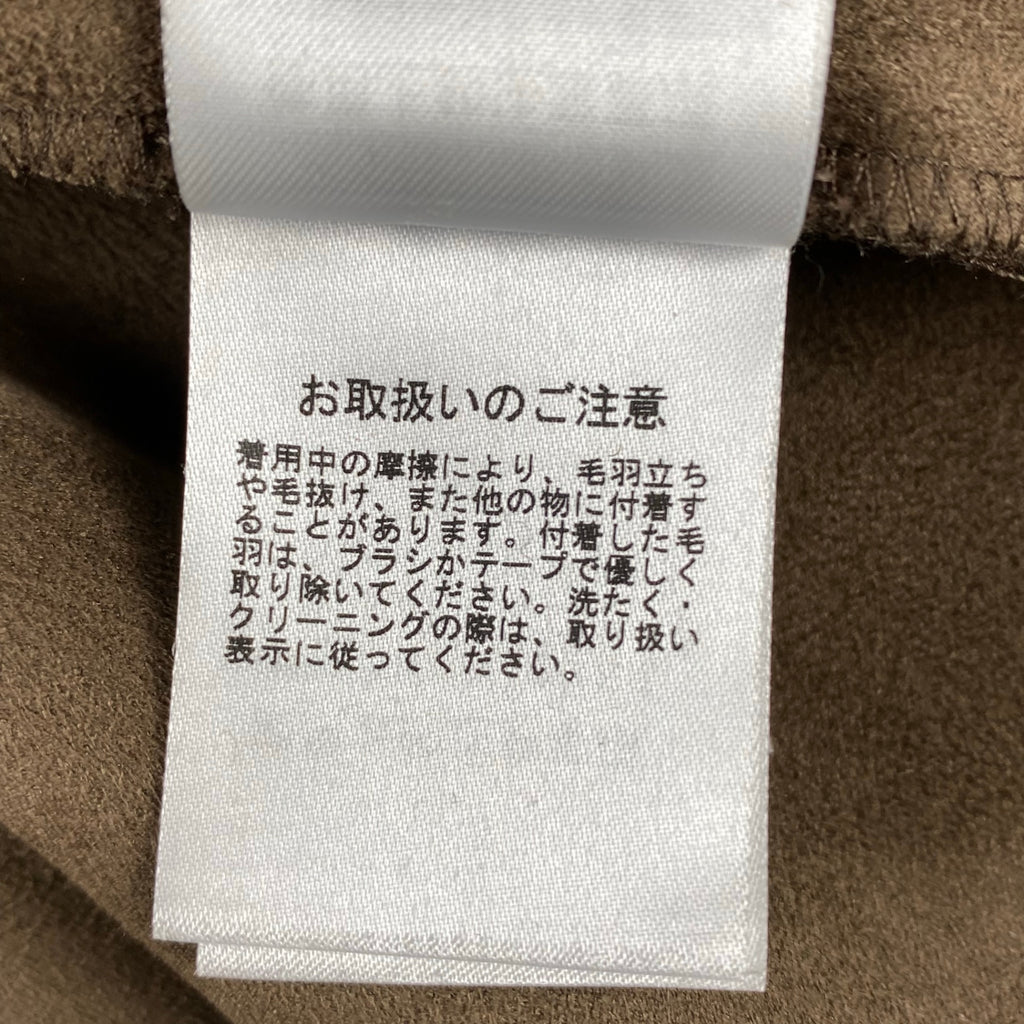 お取扱いのご注意
着用中の摩擦により、毛羽立ち
や毛抜け、また他の物に付着す
ることがあります。付着した毛
羽は、ブラシかテープで優しく
取り除いてください。洗たく・
クリーニングの際は、取り扱い
表示に従ってください。